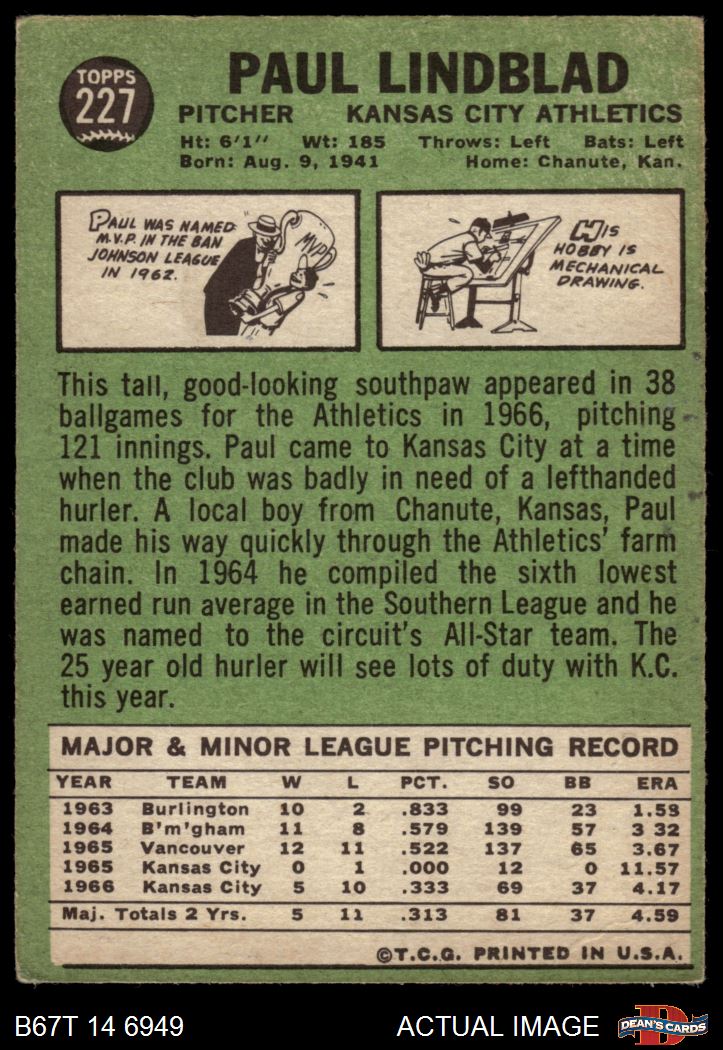 TOPPS
227
PAUL LINDBLAD
PITCHER KANSAS CITY ATHLETICS
Ht: 6'1" Wt: 185 Throws: Left Bats: Left
Born: Aug. 9, 1941 Home: Chanute, Kan.
PAUL WAS NAMED
M.V.P. IN THE BAN
JOHNSON LEAGUE
IN 1962.
MVP
HIS
HOBBY IS
MECHANICAL
DRAWING.
This tall, good-looking southpaw appeared in 38
ballgames for the Athletics in 1966, pitching
121 innings. Paul came to Kansas City at a time
when the club was badly in need of a lefthanded
hurler. A local boy from Chanute, Kansas, Paul
made his way quickly through the Athletics' farm
chain. In 1964 he compiled the sixth lowest
earned run average in the Southern League and he
was named to the circuit's All-Star team. The
25 year old hurler will see lots of duty with K.C.
this year.
MAJOR & MINOR LEAGUE PITCHING RECORD
YEAR TEAM W L PCT. SO BB ERA
1963 Burlington 10 2 .833 99 23 1.58
1964 B'm'gham 11 8 .579 139 57 3 32
1965 Vancouver 12 11 .522 137 65 3.67
1965 Kansas City 0 1 .000 12 0 11.57
1966 Kansas City 5 10 .333 69 37 4.17
Maj. Totals 2 Yrs. 5 11 .313 81 37 4.59
©T.C.G. PRINTED IN U.S.A.
B67T 14 6949 ACTUAL IMAGE DEAN'S CARDS